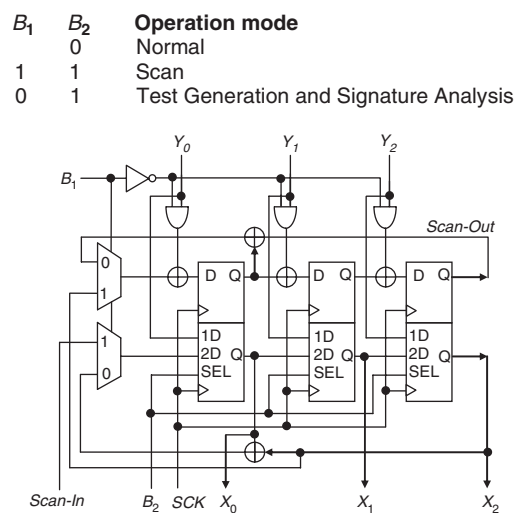 B1 B2 Operation mode
0 Normal
1 1 Scan
0 1 Test Generation and Signature Analysis
Y0 Y1 Y2
B1
Scan-Out
0
1
D Q D Q D Q
1
0
1D 1D 1D
2D Q 2D Q 2D Q
SEL SEL SEL
Scan-In B2 SCK X0 X1 X2